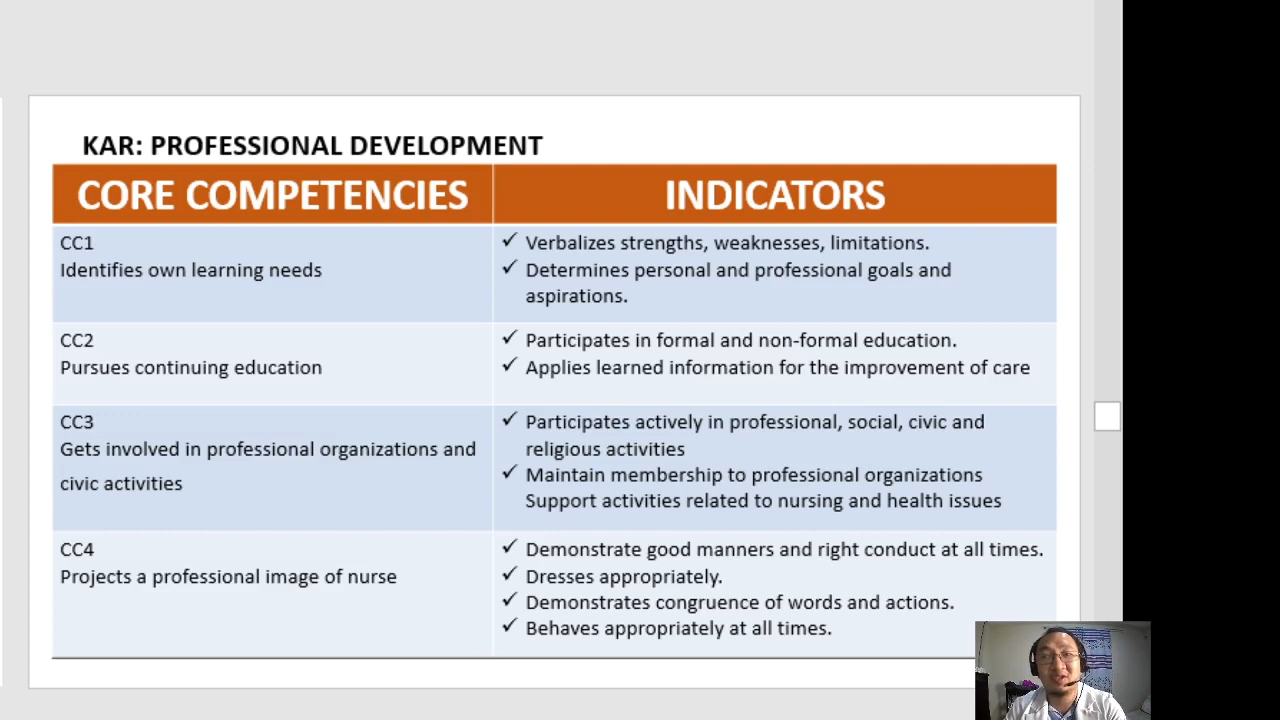 KAR: PROFESSIONAL DEVELOPMENT
CORE COMPETENCIES
INDICATORS
CC1
Identifies own learning needs
✓ Verbalizes strengths, weaknesses, limitations.
✓ Determines personal and professional goals and
aspirations.
CC2
Pursues continuing education
✓ Participates in formal and non-formal education.
✓ Applies learned information for the improvement of care
CC3
Gets involved in professional organizations and
civic activities
✓ Participates actively in professional, social, civic and
religious activities
✓ Maintain membership to professional organizations
Support activities related to nursing and health issues
CC4
Projects a professional image of nurse
✓ Demonstrate good manners and right conduct at all times.
✓ Dresses appropriately.
✓ Demonstrates congruence of words and actions.
✓ Behaves appropriately at all times.